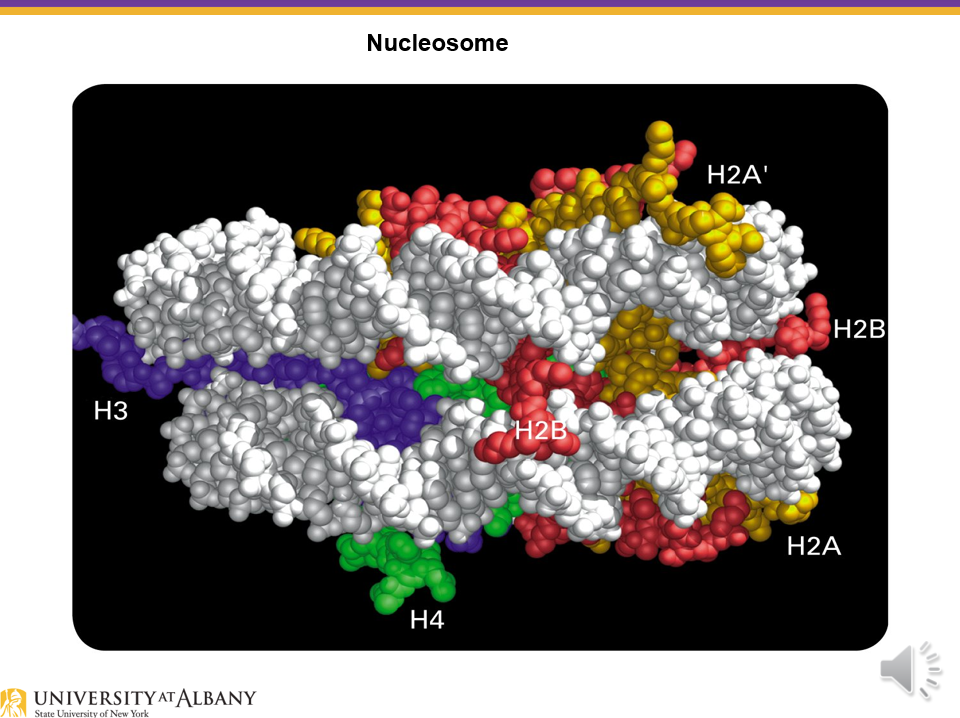 Nucleosome
H2A'
H2B
H3
H2B
H2A
H4
UNIVERSITY AT ALBANY
State University of New York